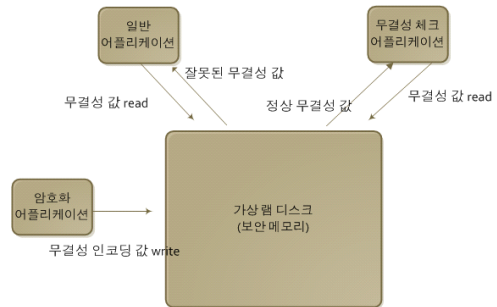 일반
어플리케이션
무결성 체크
어플리케이션
잘못된 무결성 값
무결성 값 read
정상 무결성 값
무결성 값 read
암호화
어플리케이션
가상 램 디스크
(보안 메모리)
무결성 인코딩 값 write